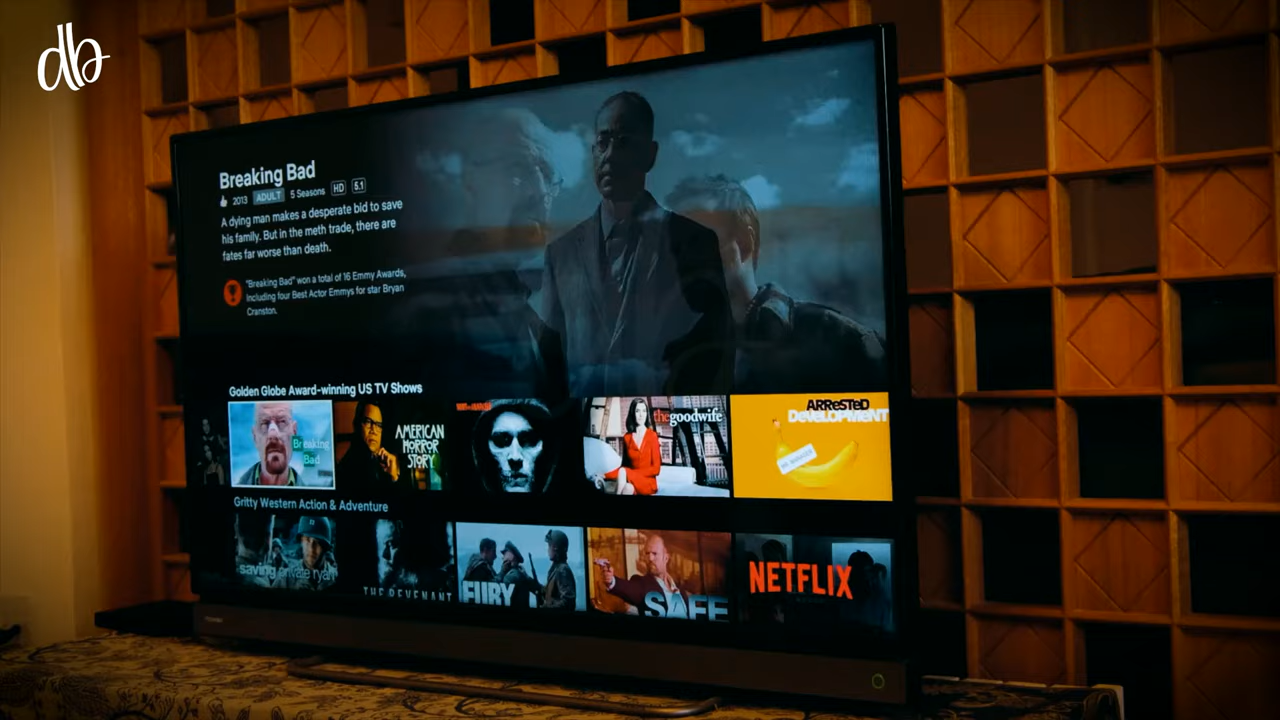 db
Breaking Bad
2013 ADULT 5 Seasons HD 5.1
A dying man makes a desperate bid to save
his family. But in the meth trade, there are
fates far worse than death.
"Breaking Bad" won a total of 16 Emmy Awards,
including four Best Actor Emmys for star Bryan
Cranston.
Golden Globe Award-winning US TV Shows
Breaking
Bad
AMERICAN
HORROR
STORY
thegoodwife
ARRESTED
DEVELOPMENT
MR. MANAGER
Gritty Western Action & Adventure
saving private ryan
THE REVENANT
FURY
SAFE
NETFLIX
TOSHIBA